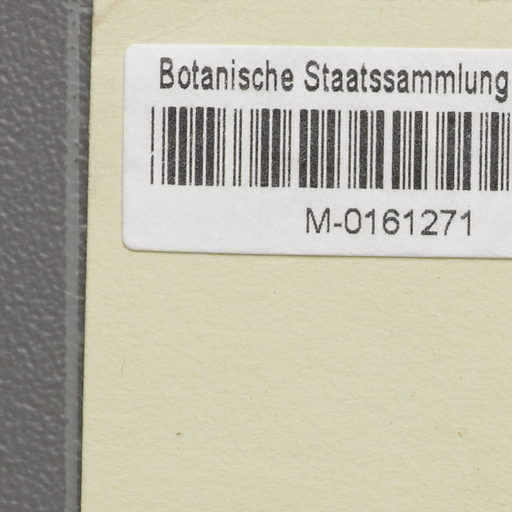 Botanische Staatssammlung
M-0161271